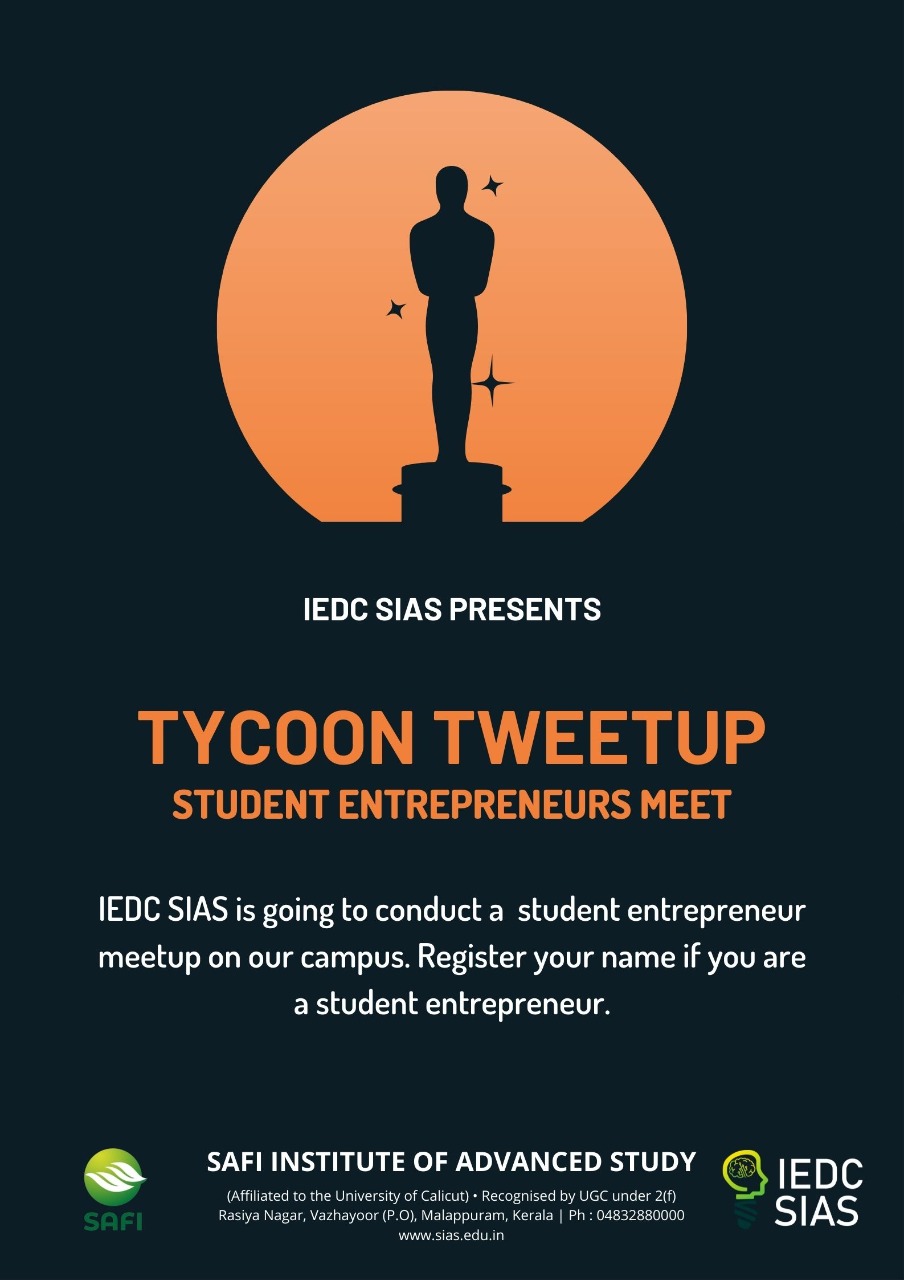 IEDC SIAS PRESENTS
TYCOON TWEETUP
STUDENT ENTREPRENEURS MEET
IEDC SIAS is going to conduct a  student entrepreneur
meetup on our campus. Register your name if you are
a student entrepreneur.
SAFI
SAFI INSTITUTE OF ADVANCED STUDY
(Affiliated to the University of Calicut) • Recognised by UGC under 2(f)
Rasiya Nagar, Vazhayoor (P.O), Malappuram, Kerala | Ph : 04832880000
www.sias.edu.in
IEDC
SIAS